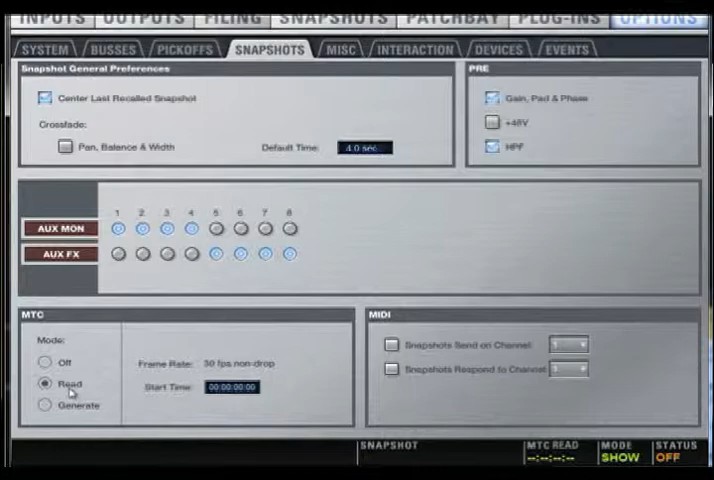 INPUTS OUTPUTS FILING SNAPSHOTS PATCHBAY PLUG-INS OPTIONS
SYSTEM BUSSES PICKOFFS SNAPSHOTS MISC INTERACTION DEVICES EVENTS
Snapshot General Preferences
Center Last Recalled Snapshot
Crossfade:
Pan, Balance & Width Default Time: 4.0 sec
PRE
Gain, Pad & Phase
+48V
HPF
1 2 3 4 5 6 7 8
AUX MON
AUX FX
MTC
Mode:
Off
Read
Generate
Frame Rate: 30 fps non-drop
Start Time: 00:00:00:00
MIDI
Snapshots Send on Channel: 1
Snapshots Respond to Channel: 1
SNAPSHOT
MTC READ
--:--:--:--
MODE
SHOW
STATUS
OFF